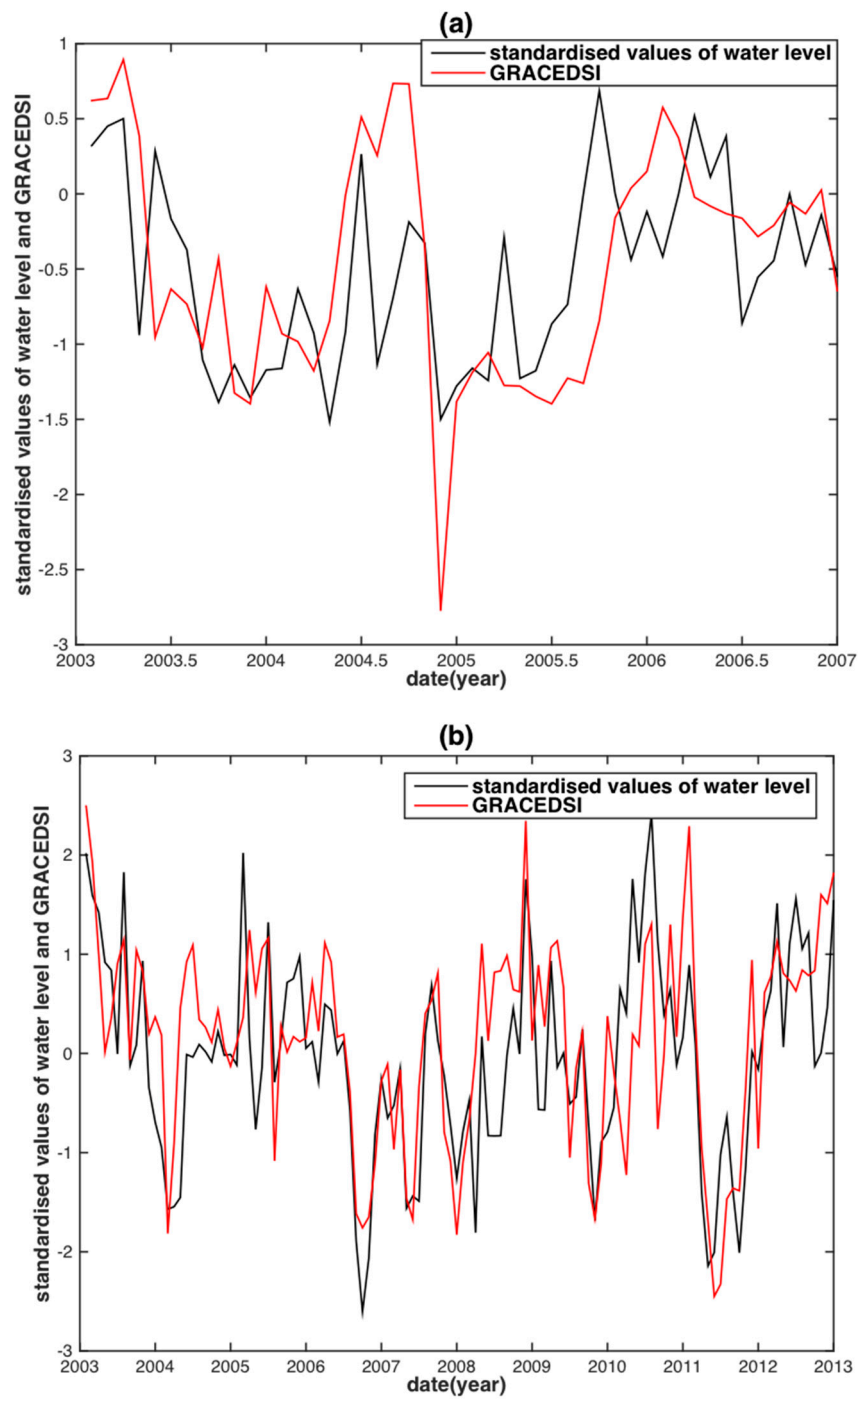 (a)
standardised values of water level
GRACEDSI
standardised values of water level and GRACEDSI
1
0.5
0
-0.5
-1
-1.5
-2
-2.5
-3
2003 2003.5 2004 2004.5 2005 2005.5 2006 2006.5 2007
date(year)
(b)
standardised values of water level
GRACEDSI
standardised values of water level and GRACEDSI
3
2
1
0
-1
-2
-3
2003 2004 2005 2006 2007 2008 2009 2010 2011 2012 2013
date(year)